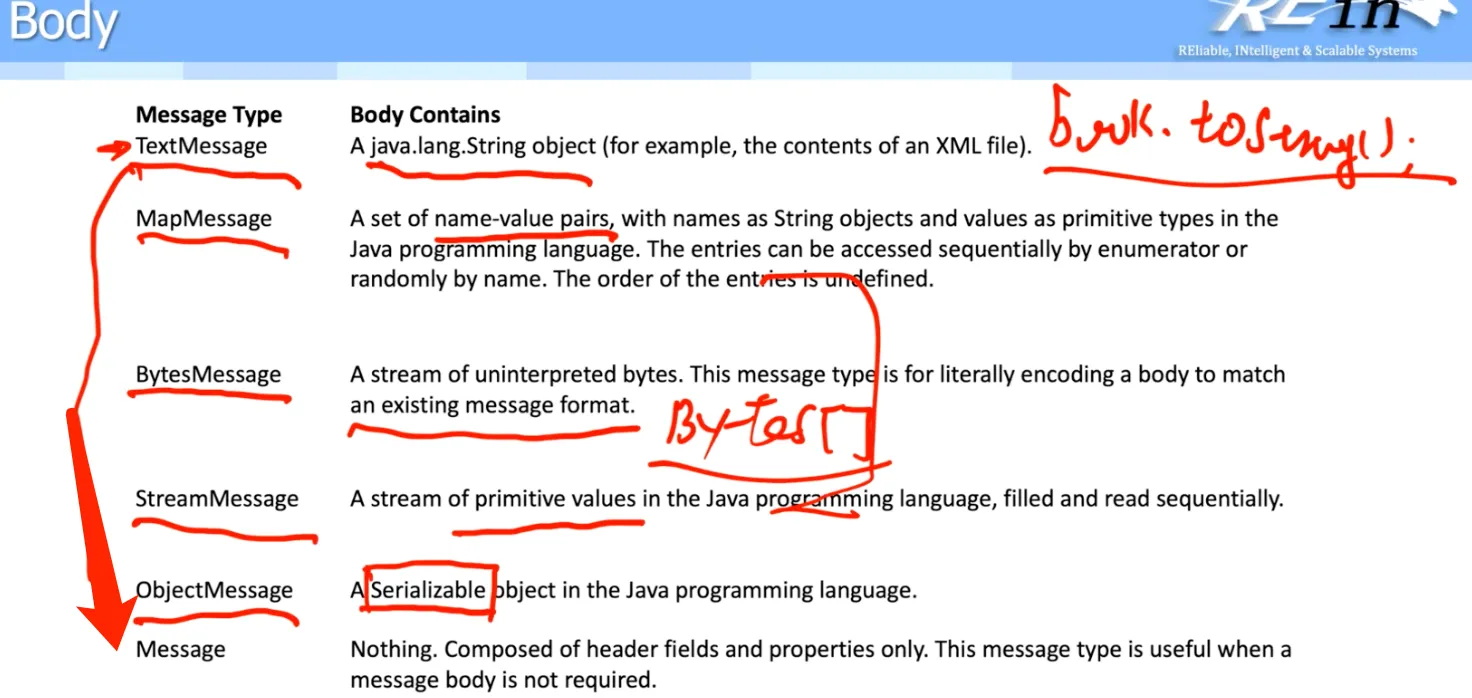 Body
REin
REliable, INtelligent & Scalable Systems
Message Type Body Contains
TextMessage A java.lang.String object (for example, the contents of an XML file).
book.toString();
MapMessage A set of name-value pairs, with names as String objects and values as primitive types in the
Java programming language. The entries can be accessed sequentially by enumerator or
randomly by name. The order of the entries is undefined.
BytesMessage A stream of uninterpreted bytes. This message type is for literally encoding a body to match
an existing message format.
Bytes[]
StreamMessage A stream of primitive values in the Java programming language, filled and read sequentially.
ObjectMessage A Serializable object in the Java programming language.
Message Nothing. Composed of header fields and properties only. This message type is useful when a
message body is not required.